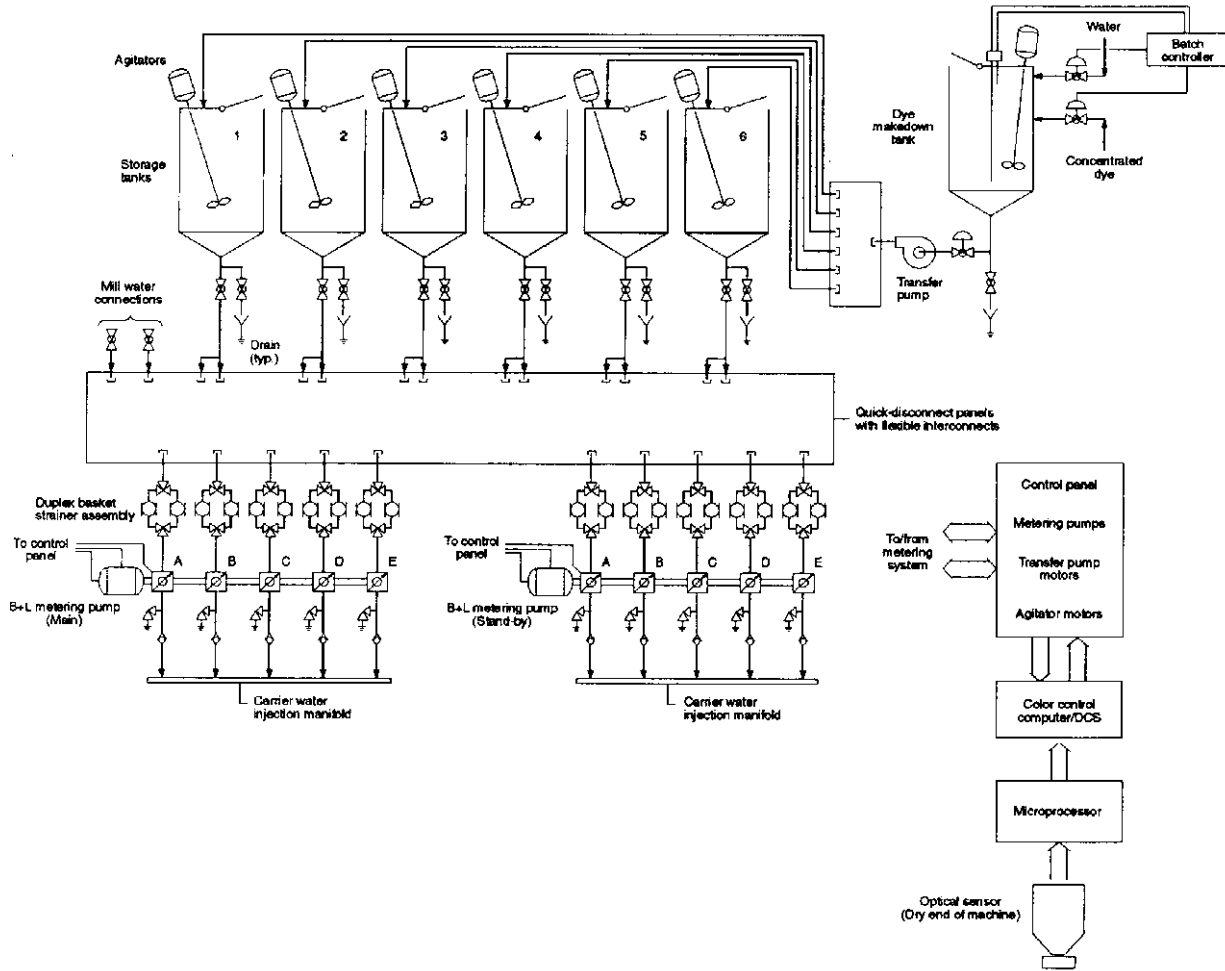 Agitators
Storage
tanks
1
2
3
4
5
6
Water
Batch
controller
Dye
makedown
tank
Concentrated
dye
Transfer
pump
Mill water
connections
Drain
(typ.)
Quick-disconnect panels
with flexible interconnects
Duplex basket
strainer assembly
To control
panel
A
B
C
D
E
B+L metering pump
(Main)
Carrier water
injection manifold
To control
panel
A
B
C
D
E
B+L metering pump
(Stand-by)
Carrier water
injection manifold
Control panel
Metering pumps
Transfer pump
motors
Agitator motors
To/from
metering
system
Color control
computer/DCS
Microprocessor
Optical sensor
(Dry end of machine)